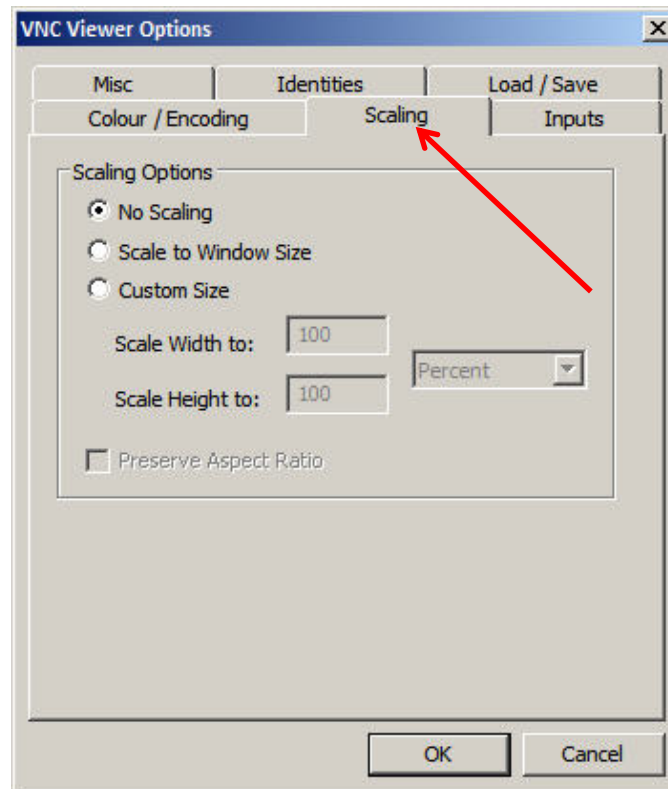 VNC Viewer Options
Misc Identities Load / Save
Colour / Encoding Scaling Inputs
Scaling Options
No Scaling
Scale to Window Size
Custom Size
Scale Width to: 100
Percent
Scale Height to: 100
Preserve Aspect Ratio
OK Cancel